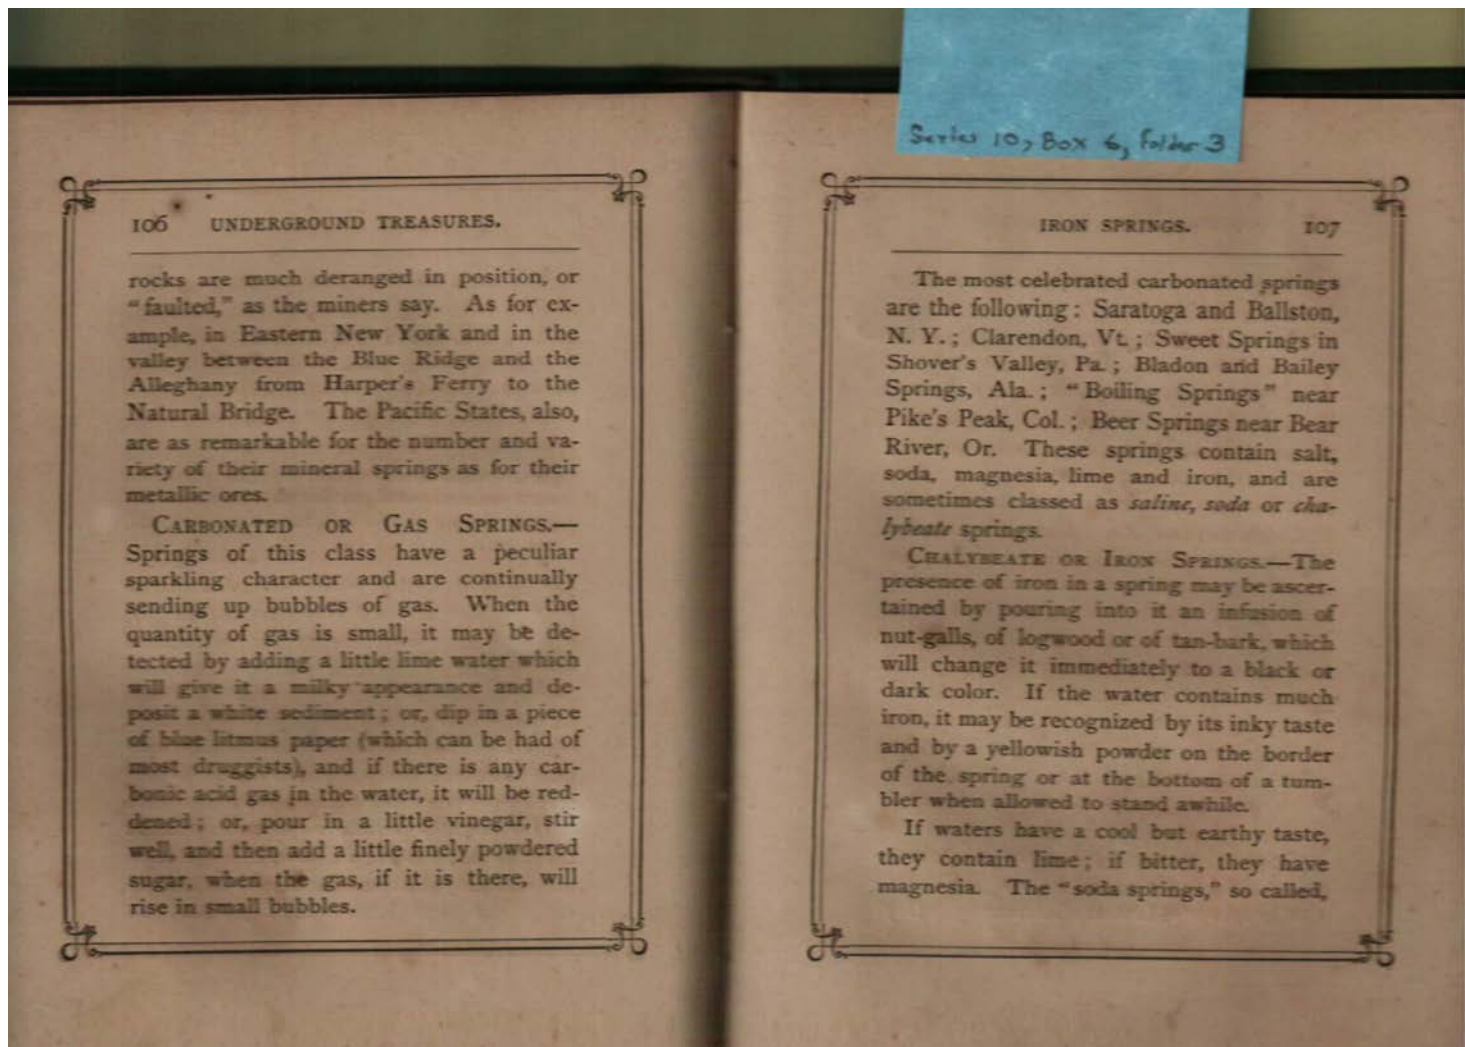 Series 10, Box 6, Folder 3
106 UNDERGROUND TREASURES.
rocks are much deranged in position, or
"faulted," as the miners say. As for ex-
ample, in Eastern New York and in the
valley between the Blue Ridge and the
Alleghany from Harper's Ferry to the
Natural Bridge. The Pacific States, also,
are as remarkable for the number and va-
riety of their mineral springs as for their
metallic ores.
CARBONATED OR GAS SPRINGS.—
Springs of this class have a peculiar
sparkling character and are continually
sending up bubbles of gas. When the
quantity of gas is small, it may be de-
tected by adding a little lime water which
will give it a milky appearance and de-
posit a white sediment; or, dip in a piece
of blue litmus paper (which can be had of
most druggists), and if there is any car-
bonic acid gas in the water, it will be red-
dened; or, pour in a little vinegar, stir
well, and then add a little finely powdered
sugar, when the gas, if it is there, will
rise in small bubbles.
IRON SPRINGS. 107
The most celebrated carbonated springs
are the following: Saratoga and Ballston,
N. Y.; Clarendon, Vt.; Sweet Springs in
Shover's Valley, Pa.; Bladon and Bailey
Springs, Ala.; "Boiling Springs" near
Pike's Peak, Col.; Beer Springs near Bear
River, Or. These springs contain salt,
soda, magnesia, lime and iron, and are
sometimes classed as saline, soda or cha-
lybeate springs.
CHALYBEATE OR IRON SPRINGS.—The
presence of iron in a spring may be ascer-
tained by pouring into it an infusion of
nut-galls, of logwood or of tan-bark, which
will change it immediately to a black or
dark color. If the water contains much
iron, it may be recognized by its inky taste
and by a yellowish powder on the border
of the spring or at the bottom of a tum-
bler when allowed to stand awhile.
If waters have a cool but earthy taste,
they contain lime; if bitter, they have
magnesia. The "soda springs," so called,